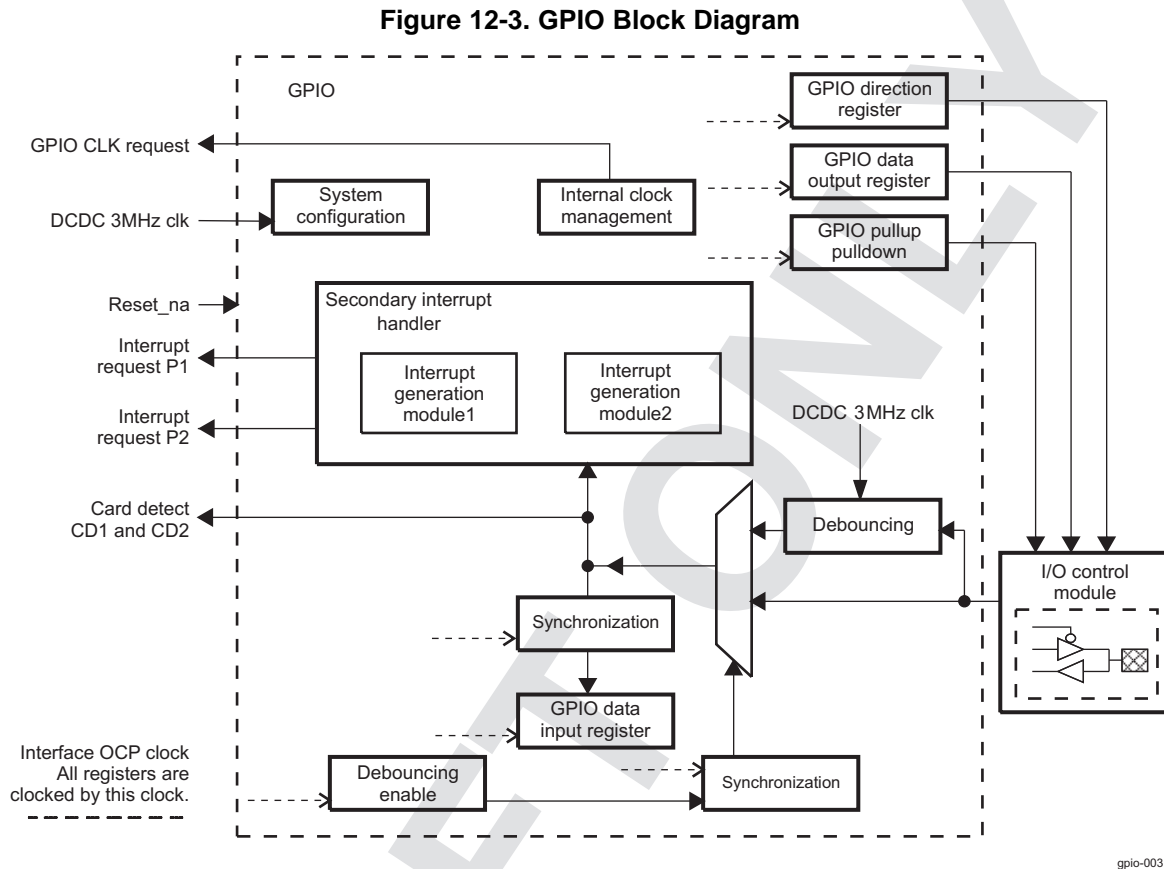 Figure 12-3. GPIO Block Diagram
GPIO
GPIO direction
register
GPIO CLK request
GPIO data
output register
System
configuration
Internal clock
management
DCDC 3MHz clk
GPIO pullup
pulldown
Reset_na
Secondary interrupt
handler
Interrupt
request P1
Interrupt
generation
module1
Interrupt
generation
module2
DCDC 3MHz clk
Interrupt
request P2
Card detect
CD1 and CD2
Debouncing
I/O control
module
Synchronization
GPIO data
input register
Interface OCP clock
All registers are
clocked by this clock.
Debouncing
enable
Synchronization
gpio-003
ET ONLY